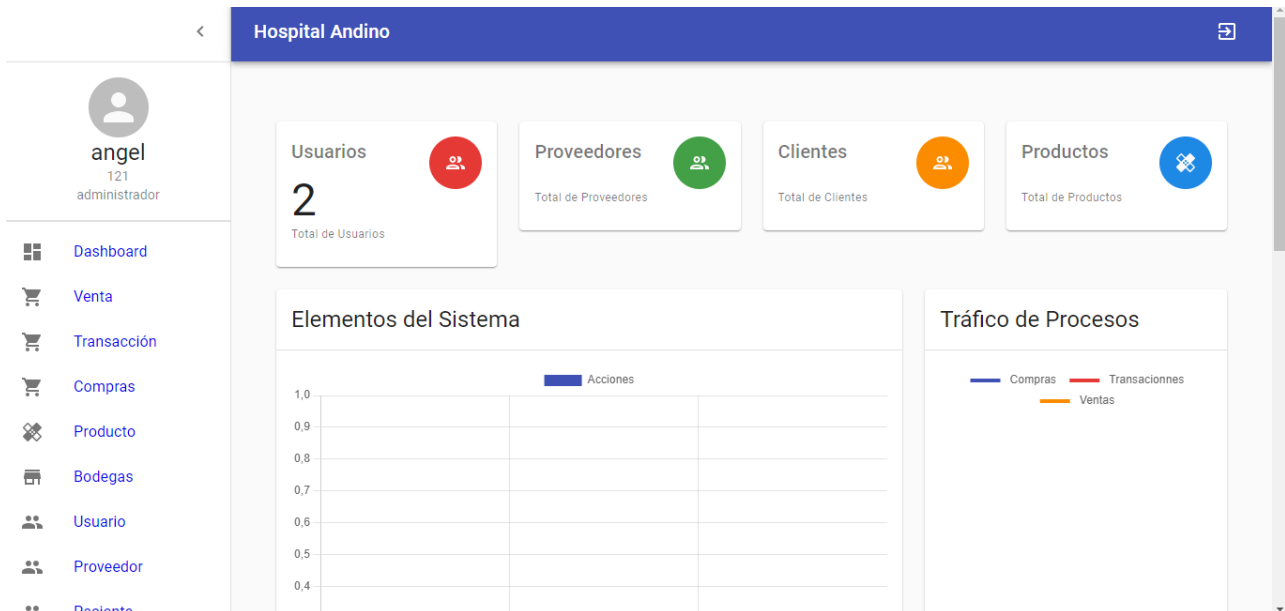 Hospital Andino
angel
121
administrador
Dashboard
Venta
Transacción
Compras
Producto
Bodegas
Usuario
Proveedor
Paciente
Usuarios
2
Total de Usuarios
Proveedores
Total de Proveedores
Clientes
Total de Clientes
Productos
Total de Productos
Elementos del Sistema
Acciones
1,0
0,9
0,8
0,7
0,6
0,5
0,4
Tráfico de Procesos
Compras Transacionnes
Ventas